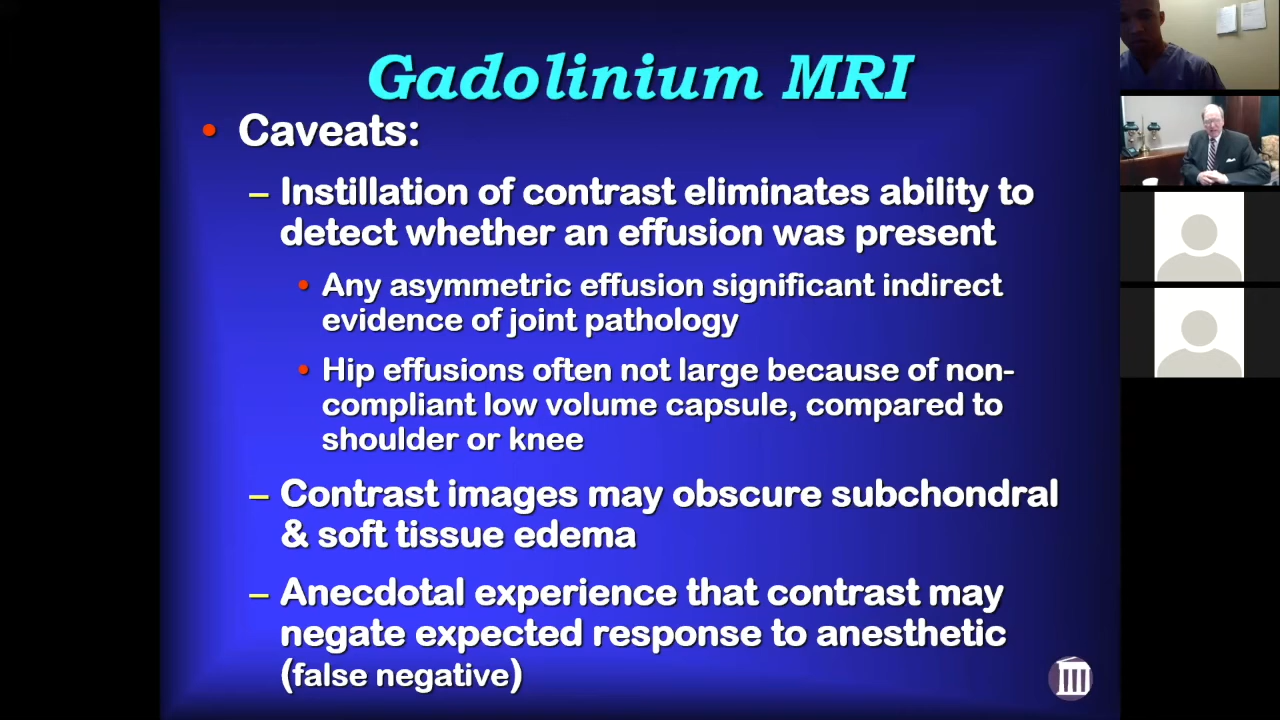 Gadolinium MRI
• Caveats:
– Instillation of contrast eliminates ability to
detect whether an effusion was present
• Any asymmetric effusion significant indirect
evidence of joint pathology
• Hip effusions often not large because of non-
compliant low volume capsule, compared to
shoulder or knee
– Contrast images may obscure subchondral
& soft tissue edema
– Anecdotal experience that contrast may
negate expected response to anesthetic
(false negative)